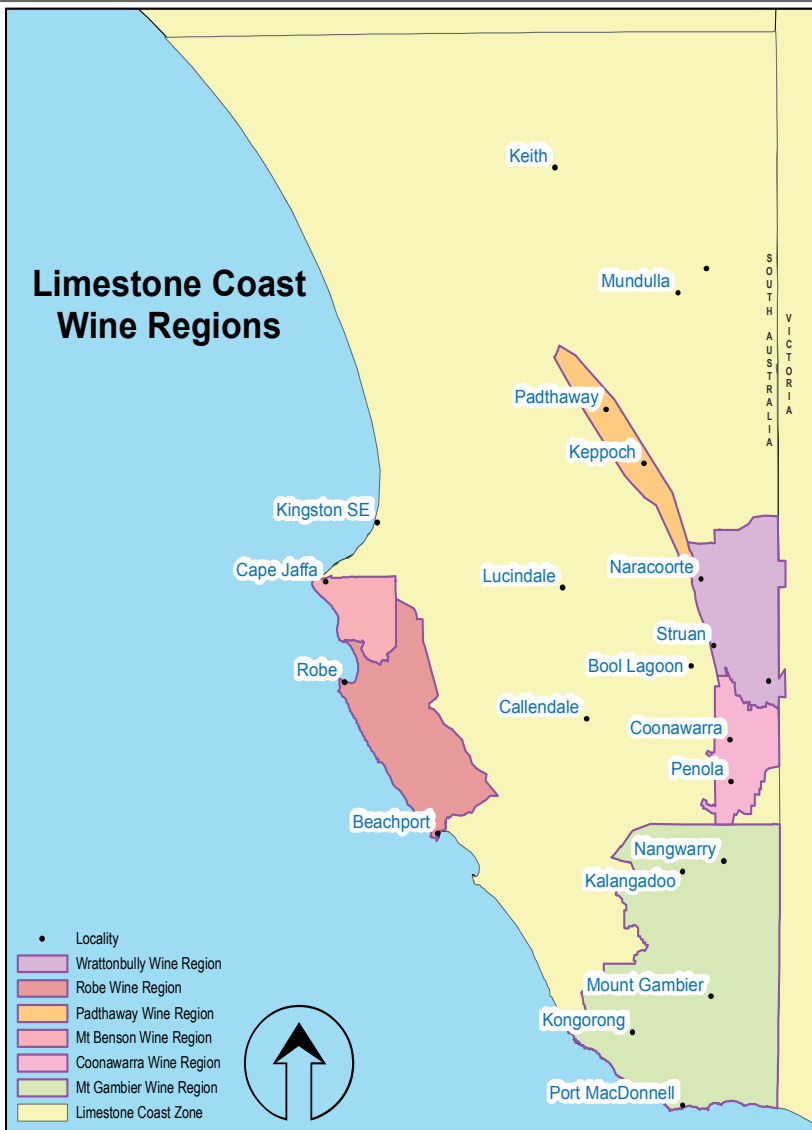 Keith
Limestone Coast
Wine Regions
Mundulla
SOUTH AUSTRALIA
VICTORIA
Padthaway
Keppoch
Kingston SE
Cape Jaffa
Lucindale
Naracoorte
Struan
Bool Lagoon
Robe
Callendale
Coonawarra
Penola
Beachport
Nangwarry
Kalangadoo
Mount Gambier
Kongorong
Port MacDonnell
Locality
Wrattonbully Wine Region
Robe Wine Region
Padthaway Wine Region
Mt Benson Wine Region
Coonawarra Wine Region
Mt Gambier Wine Region
Limestone Coast Zone